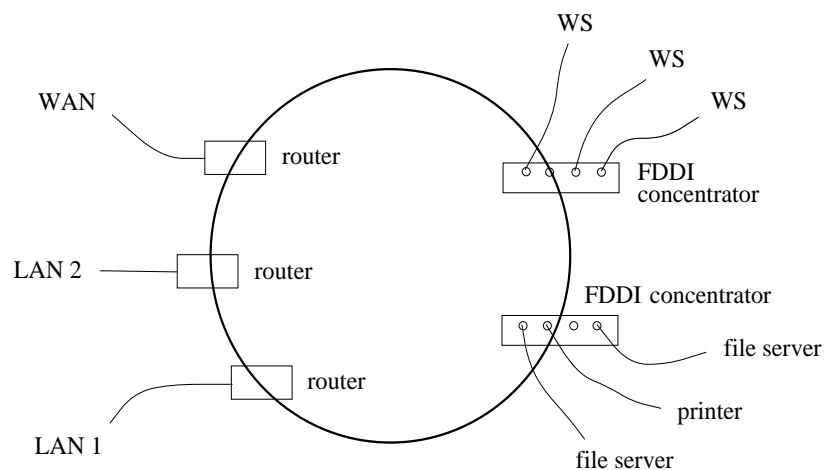 WS
WS
WS
WAN
router
FDDI
concentrator
LAN 2
router
FDDI concentrator
file server
router
printer
LAN 1
file server